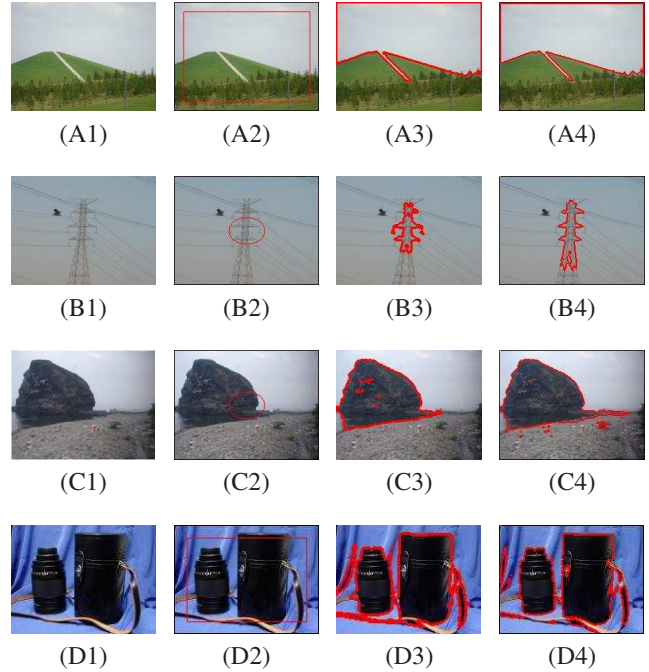 (A1) (A2) (A3) (A4)
(B1) (B2) (B3) (B4)
(C1) (C2) (C3) (C4)
(D1) (D2) (D3) (D4)